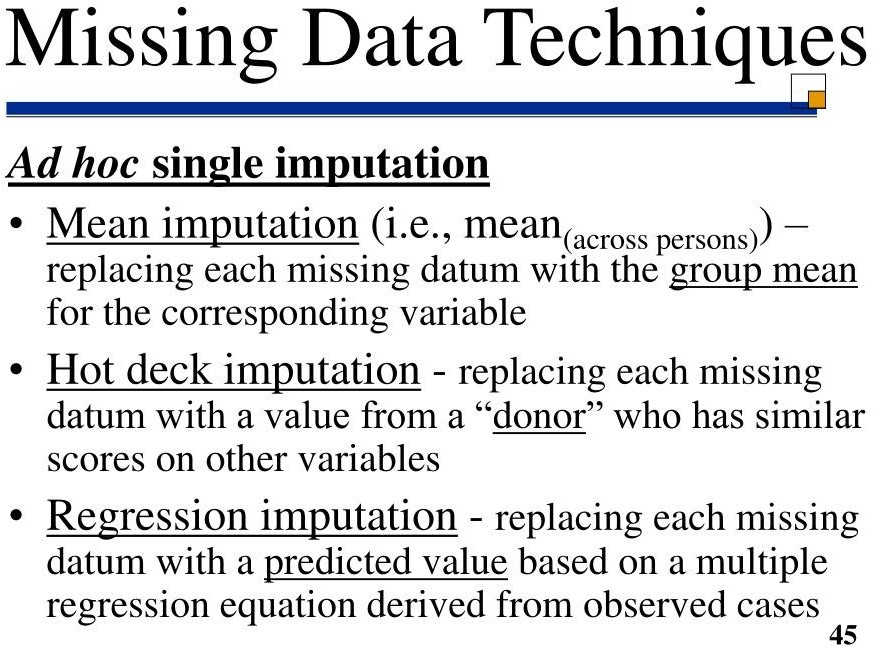 Missing Data Techniques
Ad hoc single imputation
• Mean imputation (i.e., mean(across persons)) –
replacing each missing datum with the group mean
for the corresponding variable
• Hot deck imputation - replacing each missing
datum with a value from a “donor” who has similar
scores on other variables
• Regression imputation - replacing each missing
datum with a predicted value based on a multiple
regression equation derived from observed cases
45